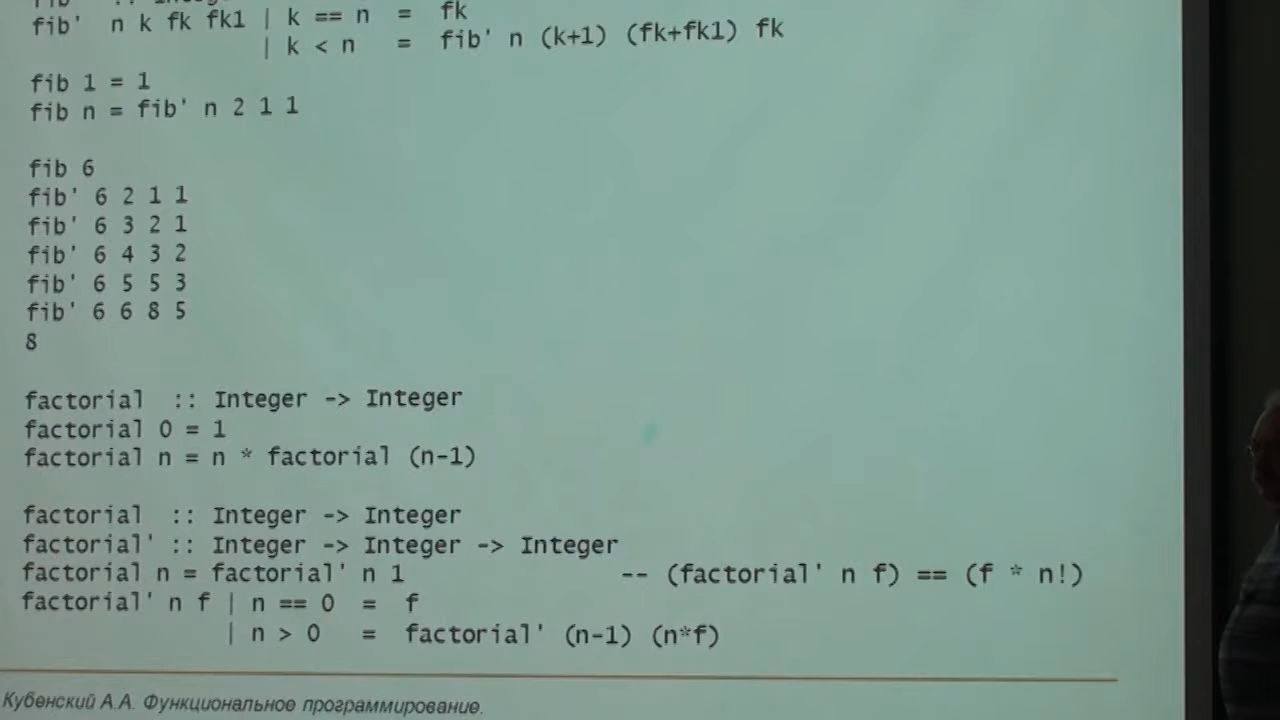 fib' n k fk fk1 | k == n = fk
| k < n = fib' n (k+1) (fk+fk1) fk
fib 1 = 1
fib n = fib' n 2 1 1
fib 6
fib' 6 2 1 1
fib' 6 3 2 1
fib' 6 4 3 2
fib' 6 5 5 3
fib' 6 6 8 5
8
factorial :: Integer -> Integer
factorial 0 = 1
factorial n = n * factorial (n-1)
factorial :: Integer -> Integer
factorial' :: Integer -> Integer -> Integer
factorial n = factorial' n 1 -- (factorial' n f) == (f * n!)
factorial' n f | n == 0 = f
| n > 0 = factorial' (n-1) (n*f)
Кубенский А.А. Функциональное программирование.